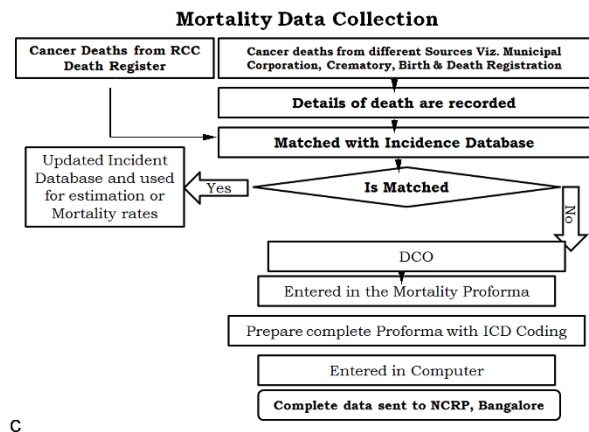 Mortality Data Collection
Cancer Deaths from RCC
Death Register
Cancer deaths from different Sources Viz. Municipal
Corporation, Crematory, Birth & Death Registration
Details of death are recorded
Matched with Incidence Database
Updated Incident
Database and used
for estimation or
Mortality rates
Yes
Is Matched
No
DCO
Entered in the Mortality Proforma
Prepare complete Proforma with ICD Coding
Entered in Computer
Complete data sent to NCRP, Bangalore
C